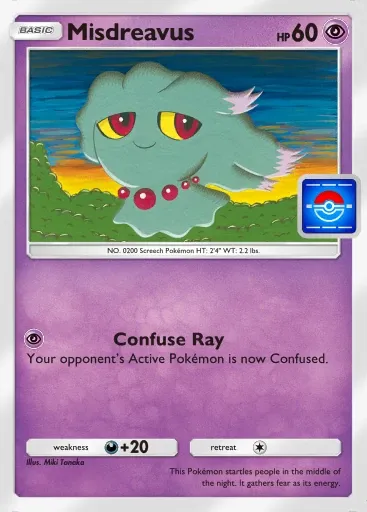 BASIC Misdreavus HP 60
NO. 0200 Screech Pokémon HT: 2'4" WT: 2.2 lbs.
Confuse Ray
Your opponent's Active Pokémon is now Confused.
weakness +20 retreat
Illus. Miki Tanaka
This Pokémon startles people in the middle of
the night. It gathers fear as its energy.